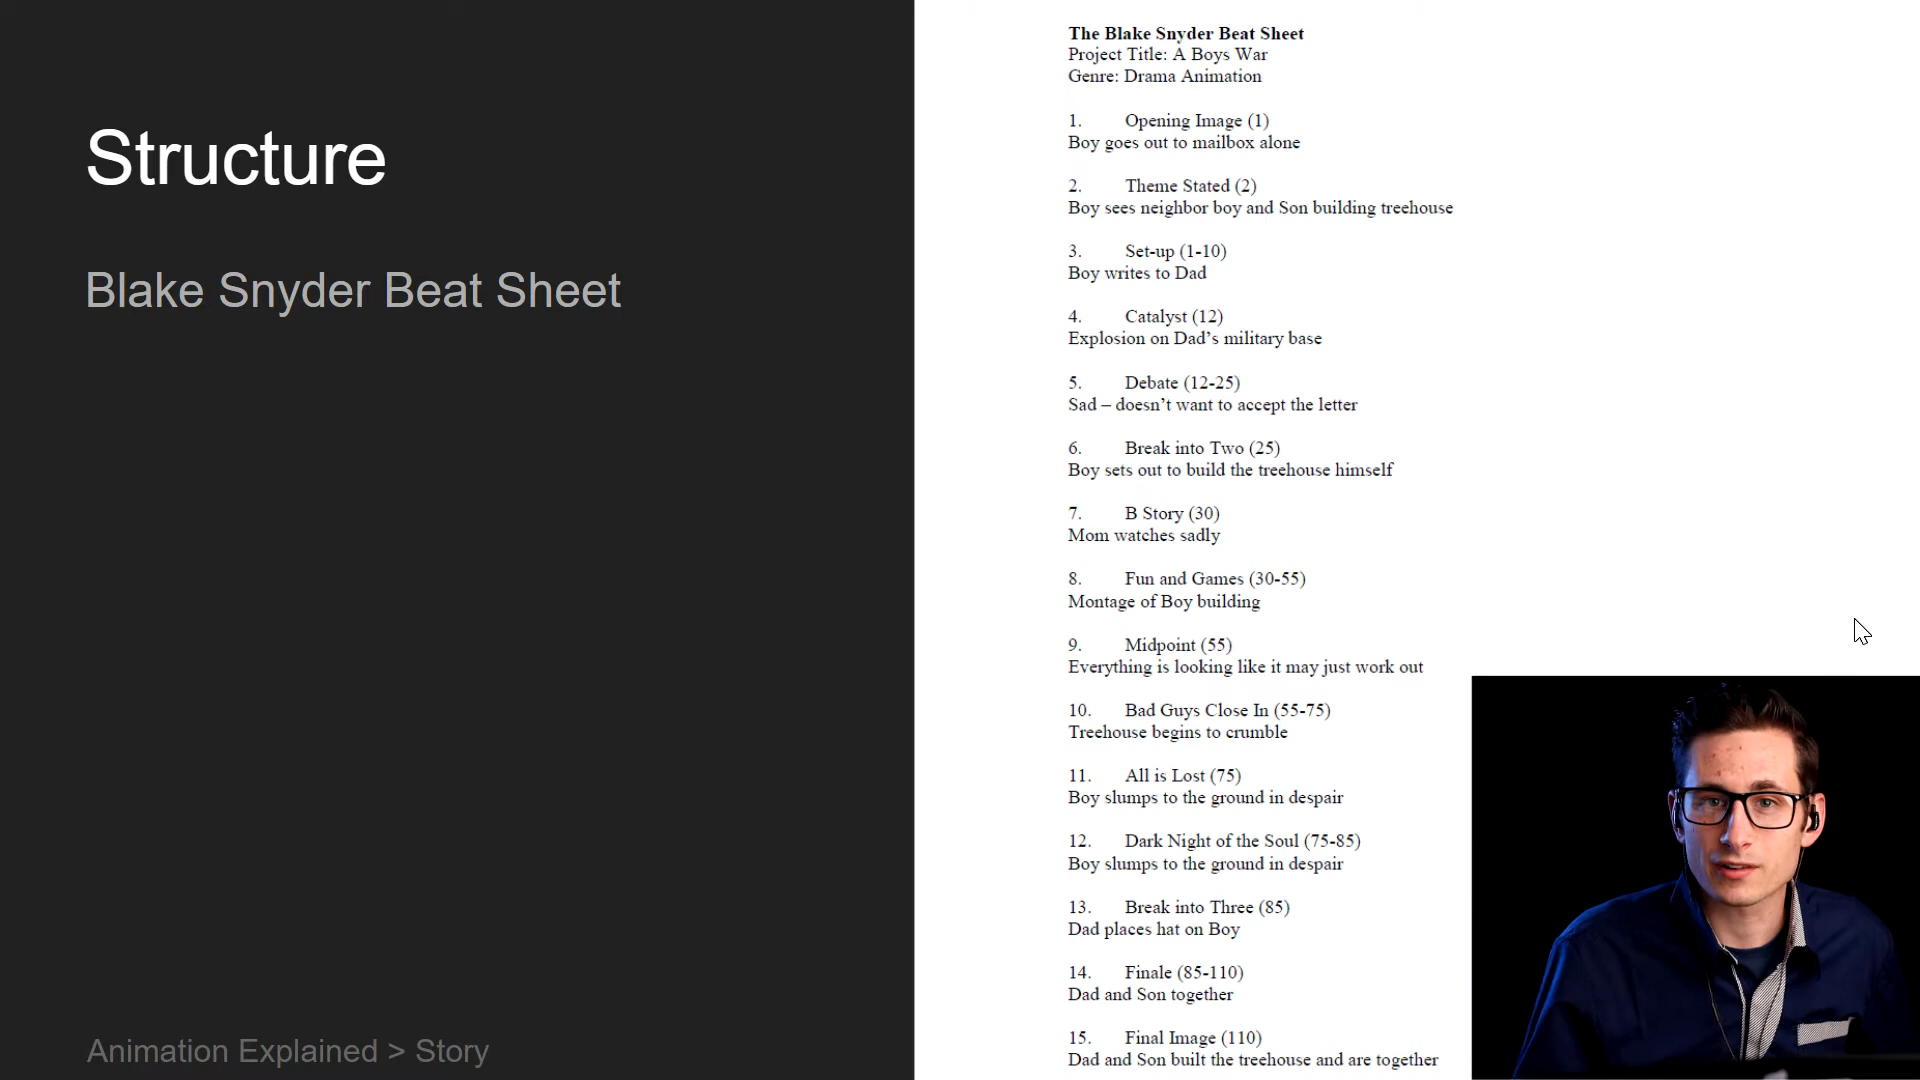 Structure
Blake Snyder Beat Sheet
Animation Explained > Story
The Blake Snyder Beat Sheet
Project Title: A Boys War
Genre: Drama Animation
1. Opening Image (1)
Boy goes out to mailbox alone
2. Theme Stated (2)
Boy sees neighbor boy and Son building treehouse
3. Set-up (1-10)
Boy writes to Dad
4. Catalyst (12)
Explosion on Dad’s military base
5. Debate (12-25)
Sad – doesn’t want to accept the letter
6. Break into Two (25)
Boy sets out to build the treehouse himself
7. B Story (30)
Mom watches sadly
8. Fun and Games (30-55)
Montage of Boy building
9. Midpoint (55)
Everything is looking like it may just work out
10. Bad Guys Close In (55-75)
Treehouse begins to crumble
11. All is Lost (75)
Boy slumps to the ground in despair
12. Dark Night of the Soul (75-85)
Boy slumps to the ground in despair
13. Break into Three (85)
Dad places hat on Boy
14. Finale (85-110)
Dad and Son together
15. Final Image (110)
Dad and Son built the treehouse and are together